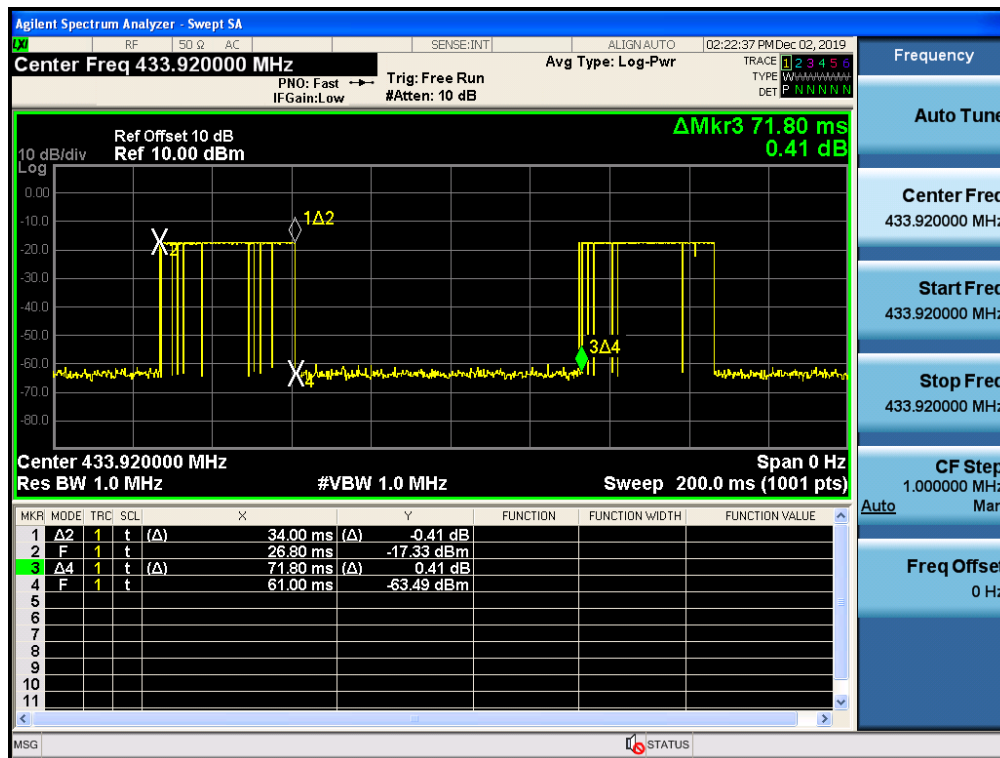 Agilent Spectrum Analyzer - Swept SA
LXI RF 50 Ω AC SENSE:INT ALIGN AUTO 02:22:37 PM Dec 02, 2019
Center Freq 433.920000 MHz
PNO: Fast
IFGain:Low
Trig: Free Run
#Atten: 10 dB
Avg Type: Log-Pwr
TRACE 1 2 3 4 5 6
TYPE
DET P N N N N N
ΔMkr3 71.80 ms
0.41 dB
Ref Offset 10 dB
10 dB/div Ref 10.00 dBm
Log
0.00
-10.0
-20.0
-30.0
-40.0
-50.0
-60.0
-70.0
-80.0
1Δ2
2
3Δ4
4
Center 433.920000 MHz Span 0 Hz
Res BW 1.0 MHz #VBW 1.0 MHz Sweep 200.0 ms (1001 pts)
MKR MODE TRC SCL X Y FUNCTION FUNCTION WIDTH FUNCTION VALUE
1 Δ2 1 t (Δ) 34.00 ms (Δ) -0.41 dB
2 F 1 t 26.80 ms -17.33 dBm
3 Δ4 1 t (Δ) 71.80 ms (Δ) 0.41 dB
4 F 1 t 61.00 ms -63.49 dBm
5
6
7
8
9
10
11
MSG STATUS
Frequency
Auto Tune
Center Freq
433.920000 MHz
Start Freq
433.920000 MHz
Stop Freq
433.920000 MHz
CF Step
1.000000 MHz
Auto Man
Freq Offset
0 Hz